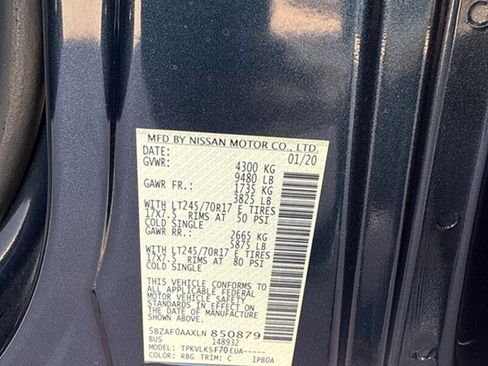 MFD BY NISSAN MOTOR CO., LTD.
DATE: 01/20
GVWR: 4300 KG
9480 LB
GAWR FR.: 1735 KG
3825 LB
WITH LT245/70R17 E TIRES
17X7.5 RIMS AT 50 PSI
COLD SINGLE
GAWR RR.: 2665 KG
5875 LB
WITH LT245/70R17 E TIRES
17X7.5 RIMS AT 80 PSI
COLD SINGLE
THIS VEHICLE CONFORMS TO
ALL APPLICABLE FEDERAL
MOTOR VEHICLE SAFETY
STANDARDS IN EFFECT ON
THE DATE OF MANUFACTURE
SHOWN ABOVE.
5BZAF0AAXLN850879
BUS 148932
MODEL: TPKVLKSF70EUA-----
COLOR: RBG TRIM: C 1P80A